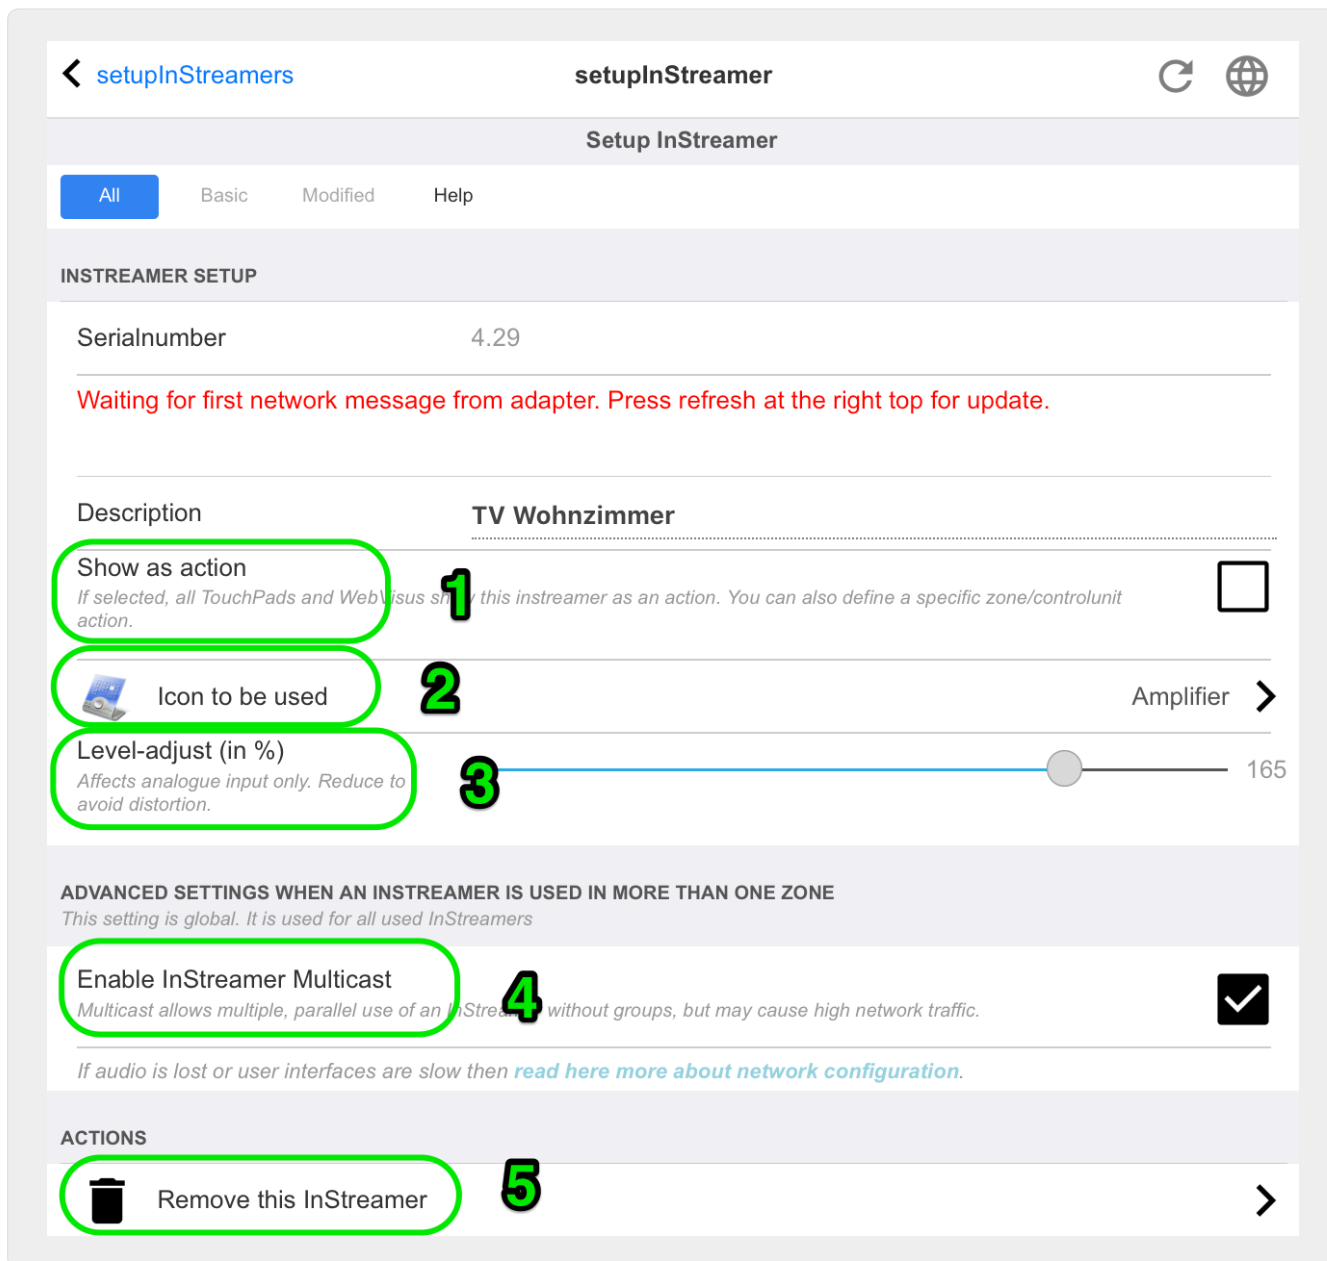 setupInStreamers
setupInStreamer
Setup InStreamer
All
Basic
Modified
Help
INSTREAMER SETUP
Serialnumber
4.29
Waiting for first network message from adapter. Press refresh at the right top for update.
Description
TV Wohnzimmer
Show as action
1
If selected, all TouchPads and WebVisus this instreamer as an action. You can also define a specific zone/controlunit
action.
2
Icon to be used
Amplifier
Level-adjust (in %)
3
165
Affects analogue input only. Reduce to
avoid distortion.
ADVANCED SETTINGS WHEN AN INSTREAMER IS USED IN MORE THAN ONE ZONE
This setting is global. It is used for all used InStreamers
Enable InStreamer Multicast
4
Multicast allows multiple, parallel use of an without groups, but may cause high network traffic.
If audio is lost or user interfaces are slow then read here more about network configuration.
ACTIONS
5
Remove this InStreamer